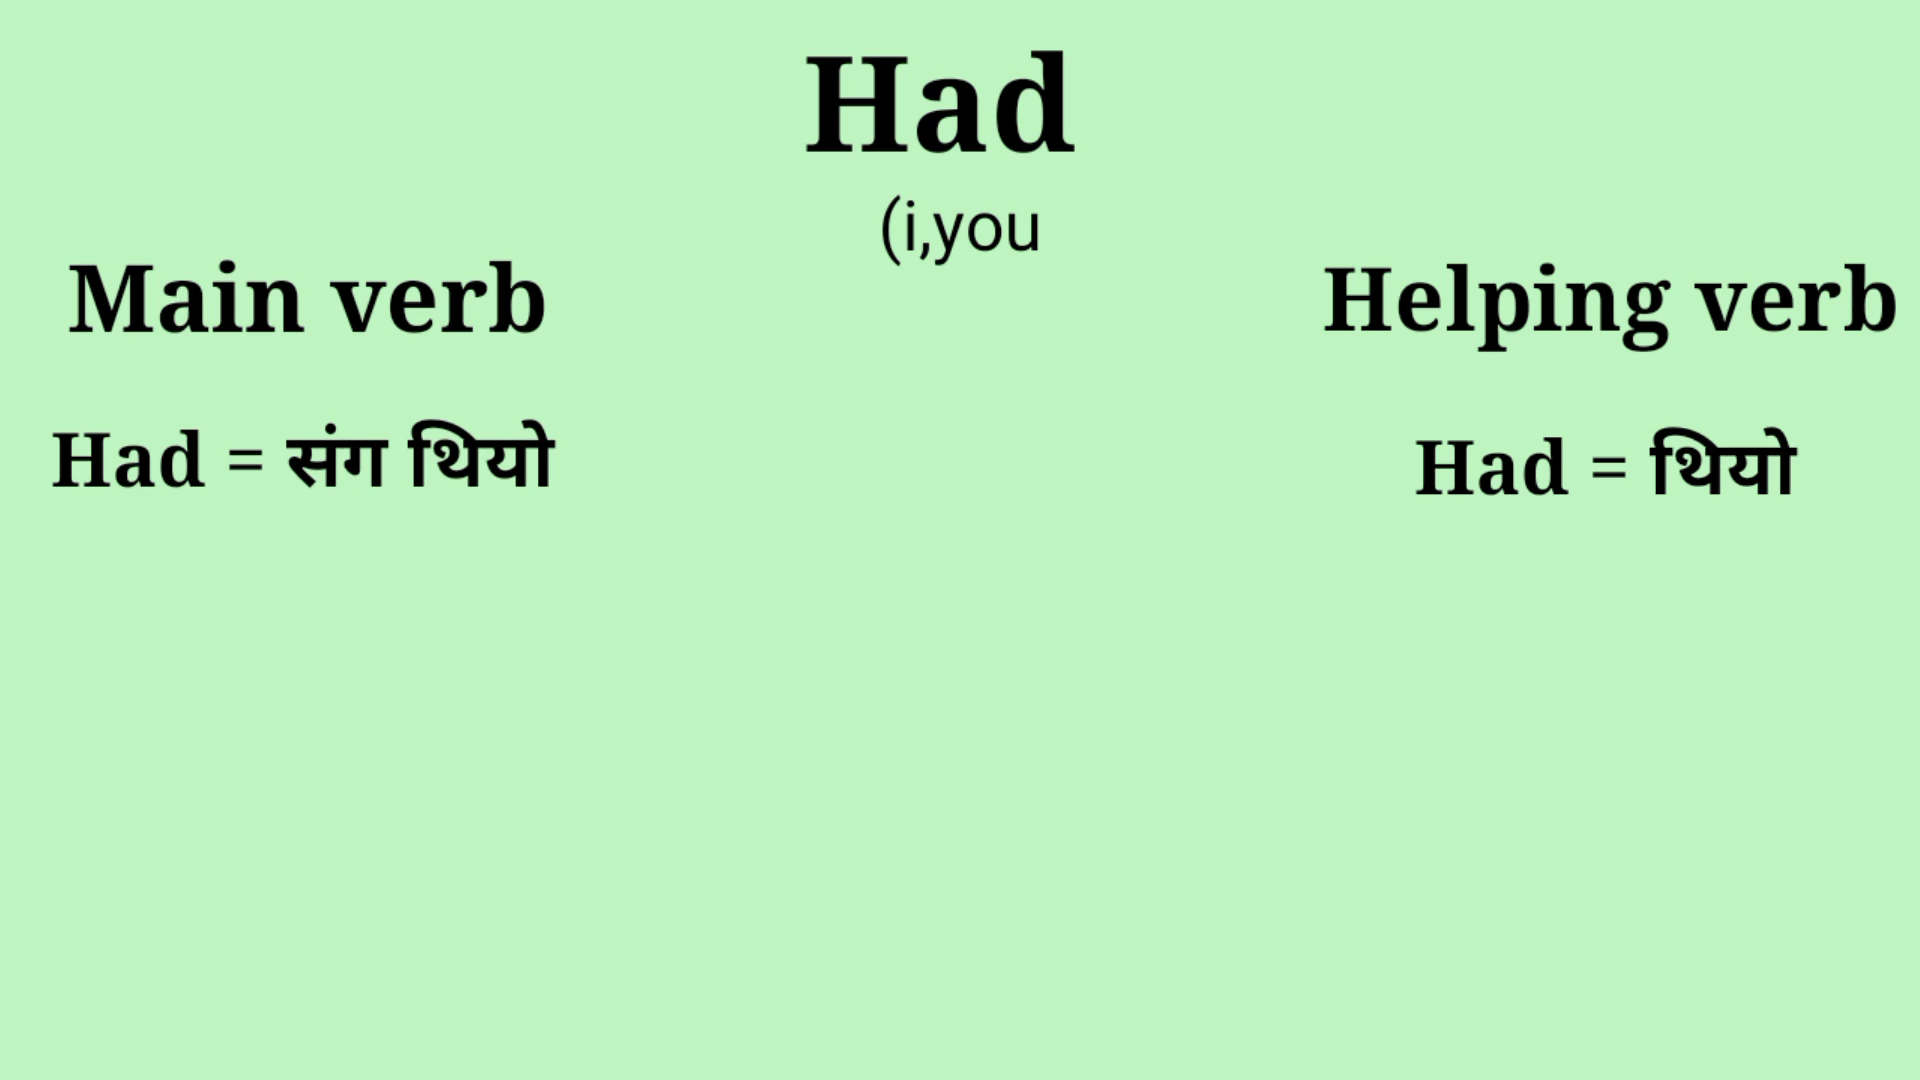 Had
(i,you
Main verb
Helping verb
Had = संग थियो
Had = थियो